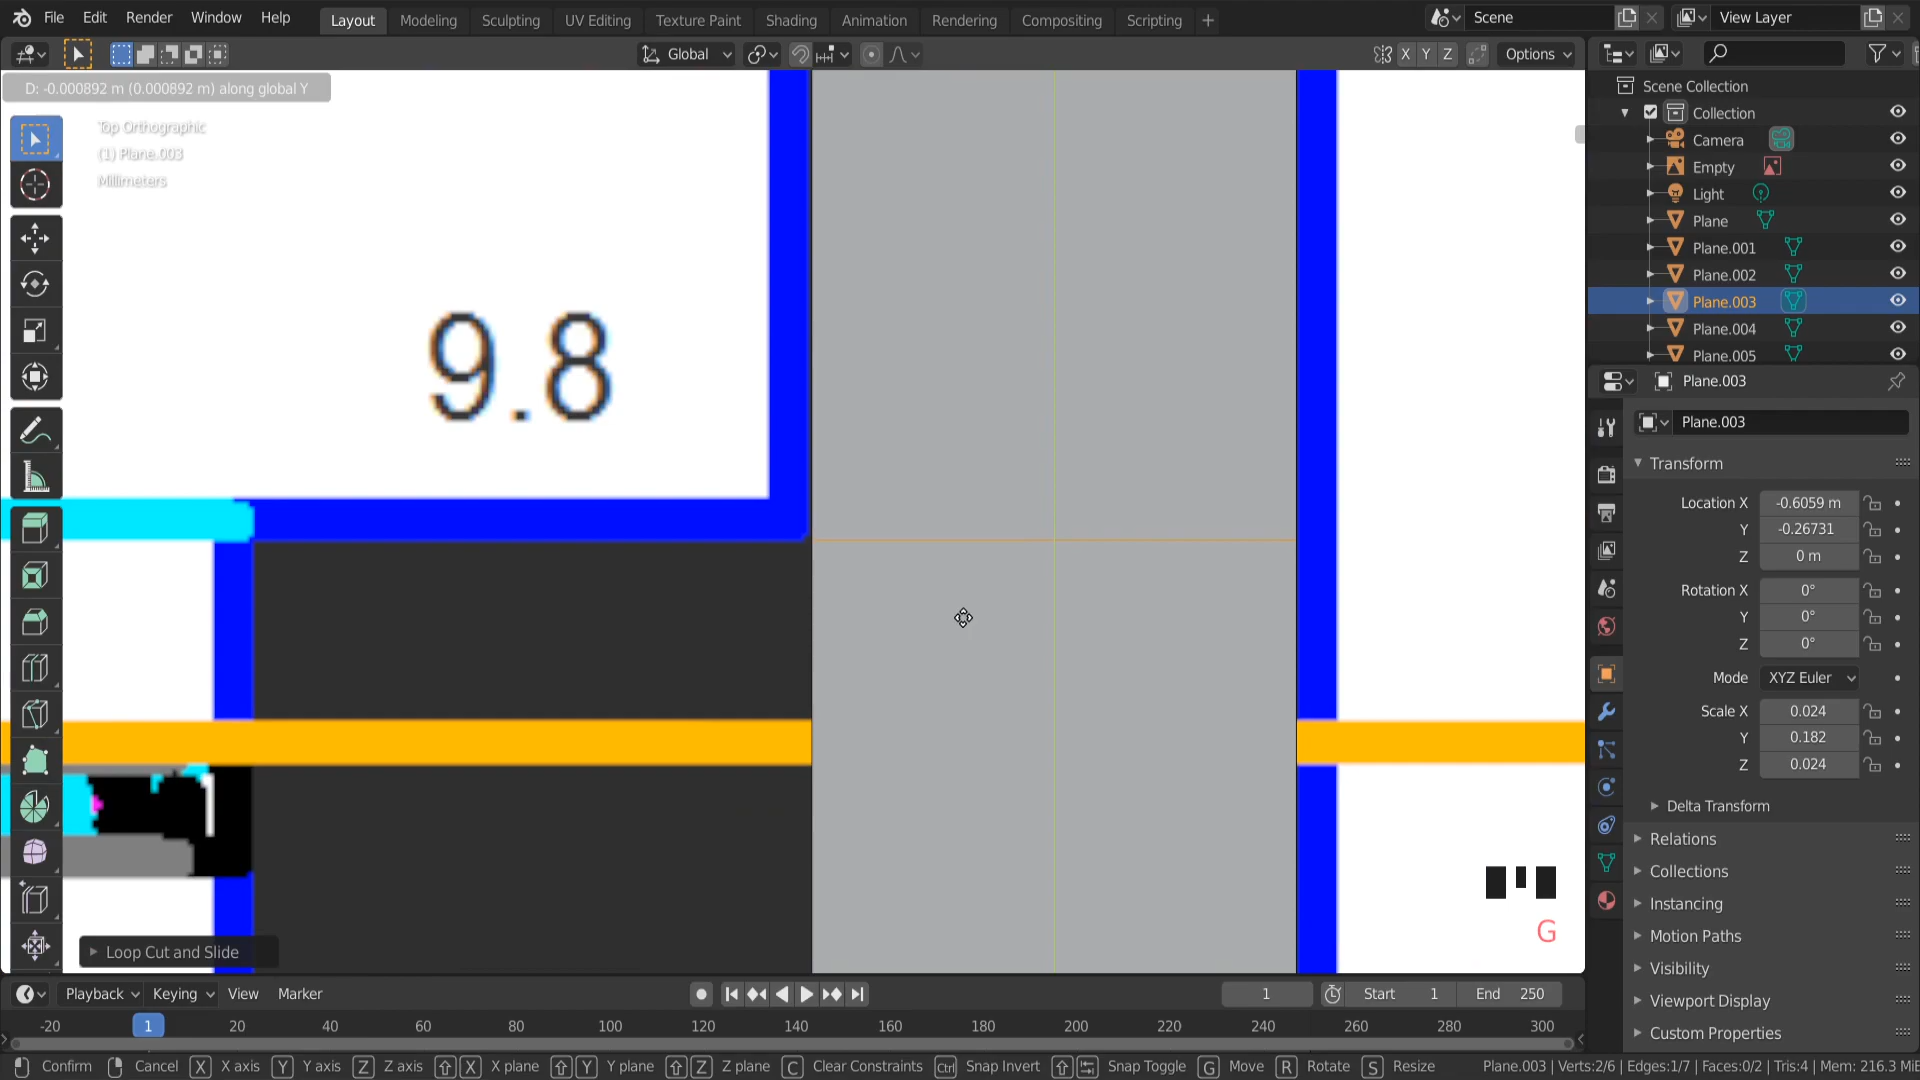 File Edit Render Window Help Layout Modeling Sculpting UV Editing Texture Paint Shading Animation Rendering Compositing Scripting + Scene View Layer
Global X Y Z Options
D: -0.000892 m (0.000892 m) along global Y
Top Orthographic
(1) Plane.003
Millimeters
9.8
G
Loop Cut and Slide
Scene Collection
Collection
Camera
Empty
Light
Plane
Plane.001
Plane.002
Plane.003
Plane.004
Plane.005
Plane.003
Plane.003
Transform
Location X -0.6059 m
Y -0.26731
Z 0 m
Rotation X 0°
Y 0°
Z 0°
Mode XYZ Euler
Scale X 0.024
Y 0.182
Z 0.024
Delta Transform
Relations
Collections
Instancing
Motion Paths
Visibility
Viewport Display
Custom Properties
Playback Keying View Marker 1 Start 1 End 250
-20 1 20 40 60 80 100 120 140 160 180 200 220 240 260 280 300
Confirm Cancel X X axis Y Y axis Z Z axis X X plane Y Y plane Z Z plane C Clear Constraints Ctrl Snap Invert Snap Toggle G Move R Rotate S Resize Plane.003 | Verts:2/6 | Edges:1/7 | Faces:0/2 | Tris:4 | Mem: 216.3 MiB